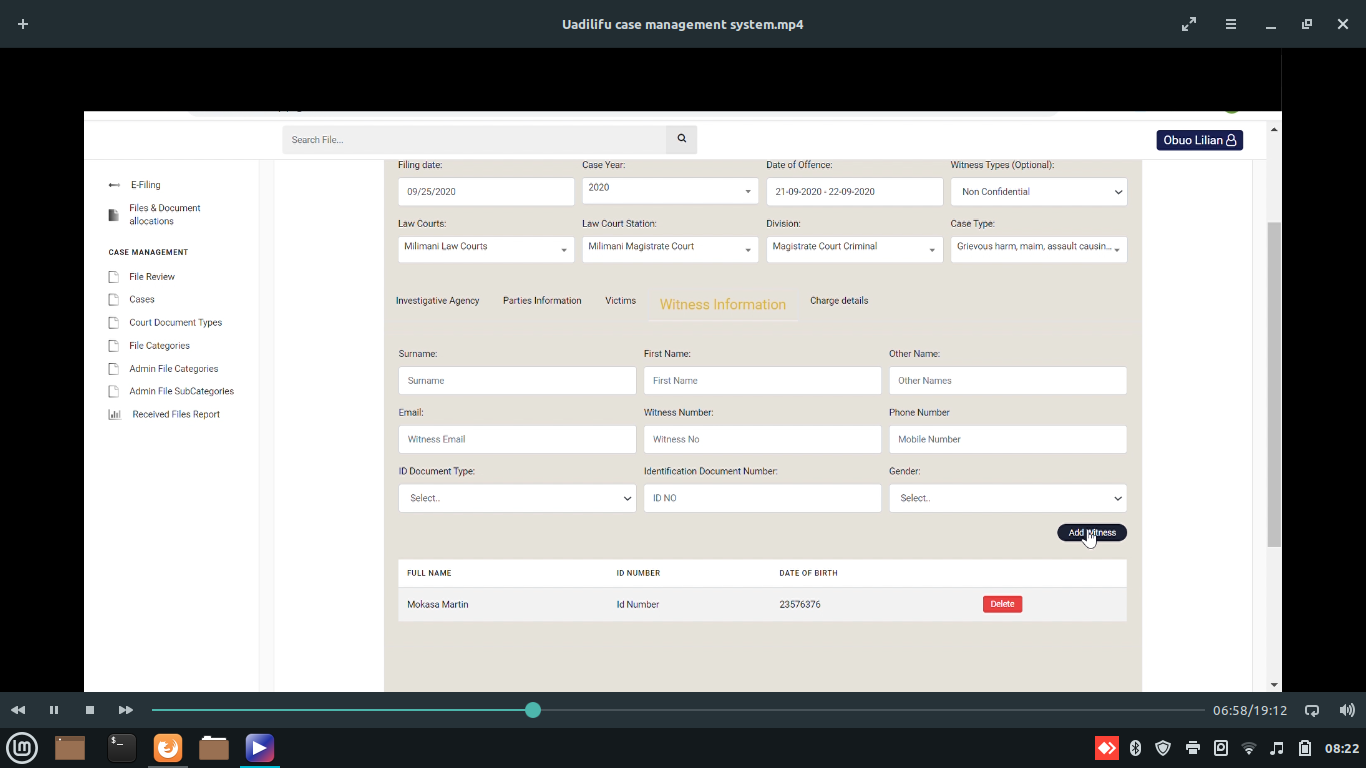 Uadilifu case management system.mp4
Search File...
Obuo Lilian
E-Filing
Files & Document
allocations
CASE MANAGEMENT
File Review
Cases
Court Document Types
File Categories
Admin File Categories
Admin File SubCategories
Received Files Report
Filing date: Case Year: Date of Offence: Witness Types (Optional):
09/25/2020 2020 21-09-2020 - 22-09-2020 Non Confidential
Law Courts: Law Court Station: Division: Case Type:
Milimani Law Courts Milimani Magistrate Court Magistrate Court Criminal Grievous harm, maim, assault causin...
Investigative Agency Parties Information Victims Witness Information Charge details
Surname: First Name: Other Name:
Surname First Name Other Names
Email: Witness Number: Phone Number
Witness Email Witness No Mobile Number
ID Document Type: Identification Document Number: Gender:
Select.. ID NO Select..
Add Witness
FULL NAME ID NUMBER DATE OF BIRTH
Mokasa Martin Id Number 23576376 Delete
06:58/19:12
08:22